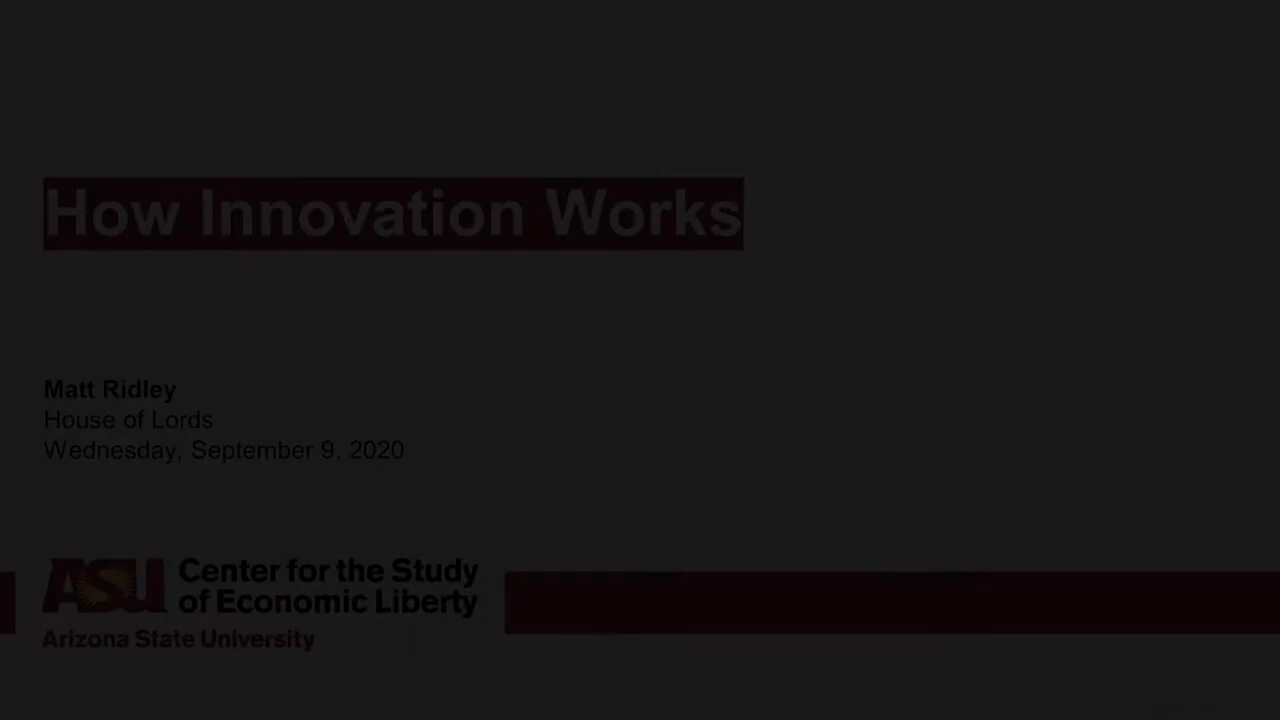 How Innovation Works
Matt Ridley
House of Lords
Wednesday, September 9, 2020
ASU Center for the Study
of Economic Liberty
Arizona State University